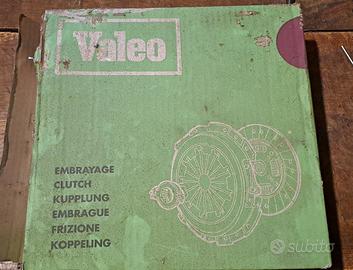 Valeo
EMBRAYAGE
CLUTCH
KUPPLUNG
EMBRAGUE
FRIZIONE
KOPPELING
subito